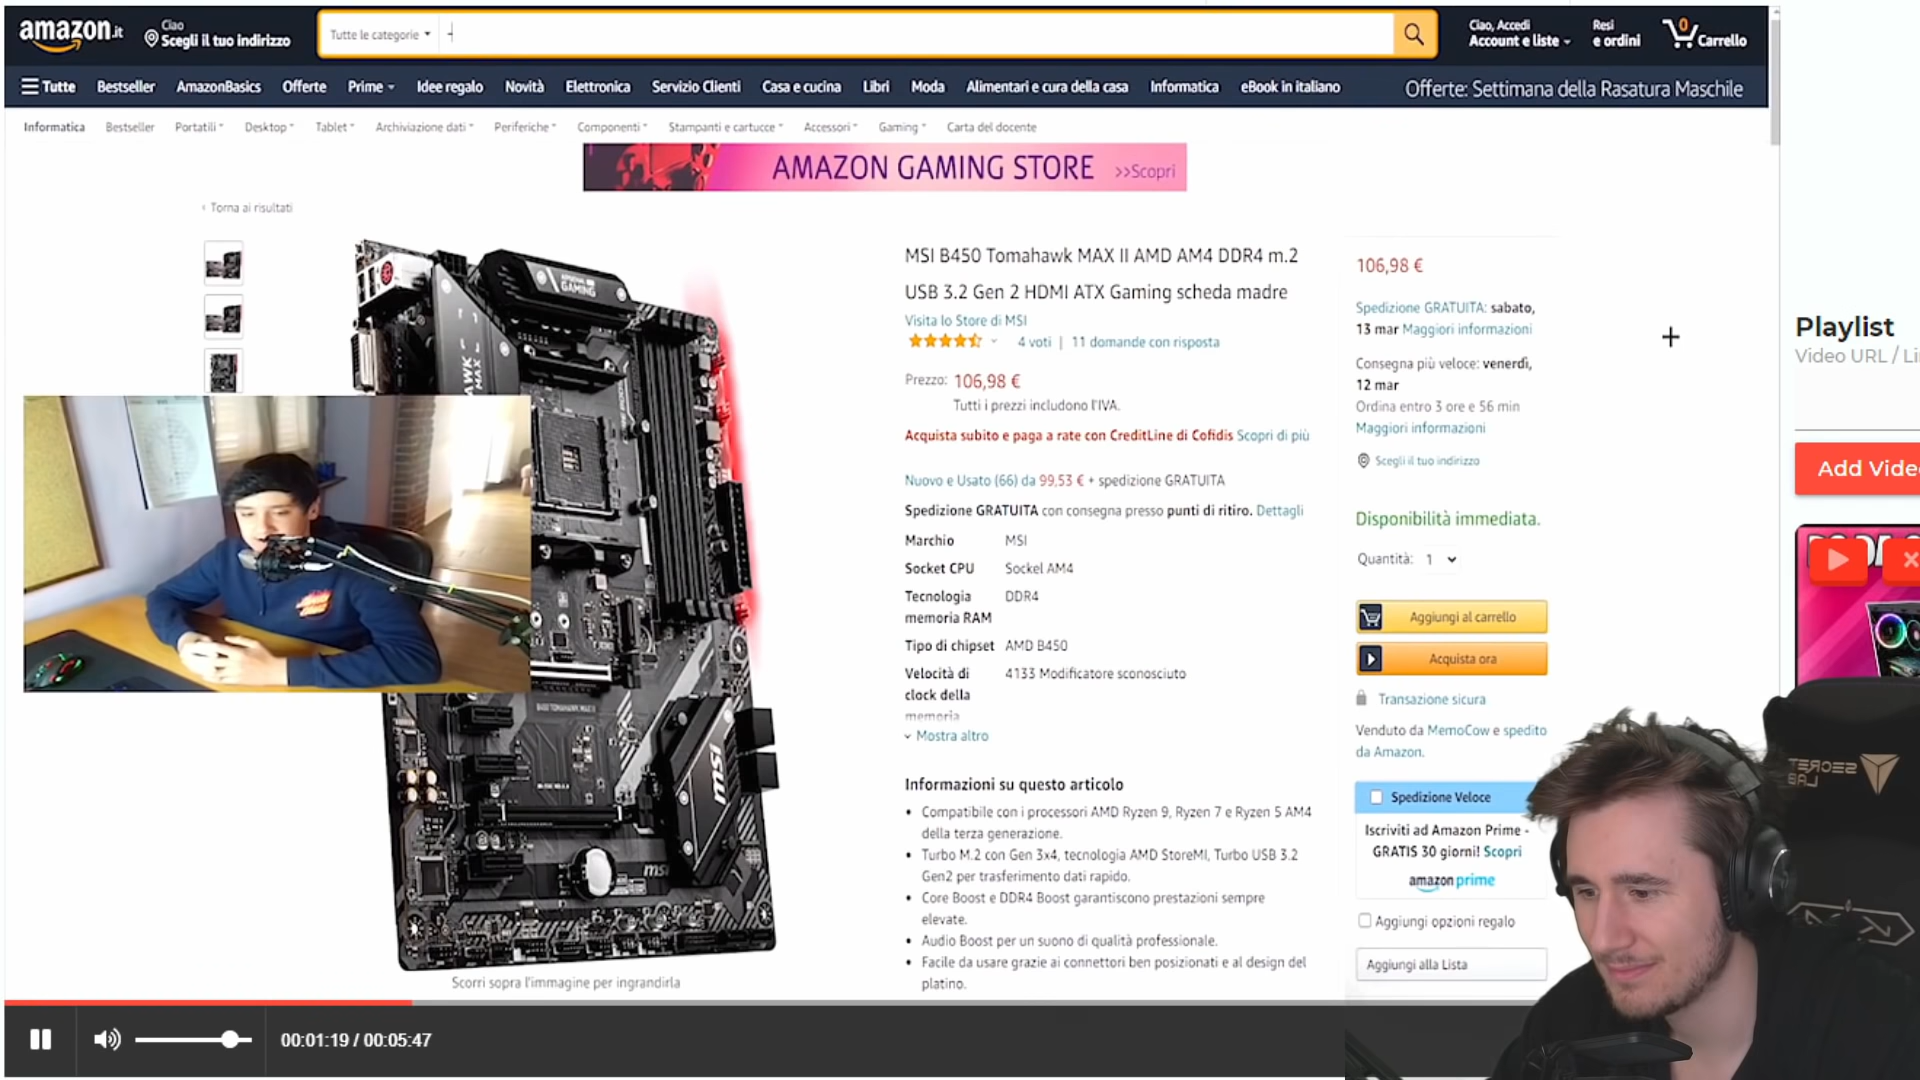 amazon.it
Ciao
Scegli il tuo indirizzo
Tutte le categorie
Ciao, Accedi
Account e liste
Resi
e ordini
0
Carrello
Tutte
Bestseller
AmazonBasics
Offerte
Prime
Idee regalo
Novità
Elettronica
Servizio Clienti
Casa e cucina
Libri
Moda
Alimentari e cura della casa
Informatica
eBook in italiano
Offerte: Settimana della Rasatura Maschile
Informatica
Bestseller
Portatili
Desktop
Tablet
Archiviazione dati
Periferiche
Componenti
Stampanti e cartucce
Accessori
Gaming
Carta del docente
AMAZON GAMING STORE >>Scopri
‹ Torna ai risultati
MSI B450 Tomahawk MAX II AMD AM4 DDR4 m.2
USB 3.2 Gen 2 HDMI ATX Gaming scheda madre
Visita lo Store di MSI
4 voti | 11 domande con risposta
Prezzo: 106,98 €
Tutti i prezzi includono l'IVA.
Acquista subito e paga a rate con CreditLine di Cofidis Scopri di più
Nuovo e Usato (66) da 99,53 € + spedizione GRATUITA
Spedizione GRATUITA con consegna presso punti di ritiro. Dettagli
Marchio MSI
Socket CPU Sockel AM4
Tecnologia DDR4
memoria RAM
Tipo di chipset AMD B450
Velocità di 4133 Modificatore sconosciuto
clock della
memoria
Mostra altro
Informazioni su questo articolo
• Compatibile con i processori AMD Ryzen 9, Ryzen 7 e Ryzen 5 AM4
della terza generazione.
• Turbo M.2 con Gen 3x4, tecnologia AMD StoreMI, Turbo USB 3.2
Gen2 per trasferimento dati rapido.
• Core Boost e DDR4 Boost garantiscono prestazioni sempre
elevate.
• Audio Boost per un suono di qualità professionale.
• Facile da usare grazie ai connettori ben posizionati e al design del
platino.
106,98 €
Spedizione GRATUITA: sabato,
13 mar Maggiori informazioni
Consegna più veloce: venerdì,
12 mar
Ordina entro 3 ore e 56 min
Maggiori informazioni
Scegli il tuo indirizzo
Disponibilità immediata.
Quantità: 1
Aggiungi al carrello
Acquista ora
Transazione sicura
Venduto da MemoCow e spedito
da Amazon.
Spedizione Veloce
Iscriviti ad Amazon Prime -
GRATIS 30 giorni! Scopri
amazon prime
Aggiungi opzioni regalo
Aggiungi alla Lista
GAMING
MAX
msi
msi
Scorri sopra l'immagine per ingrandirla
Playlist
Video URL / Li
Add Vide
SECRET
LAB
00:01:19 / 00:05:47